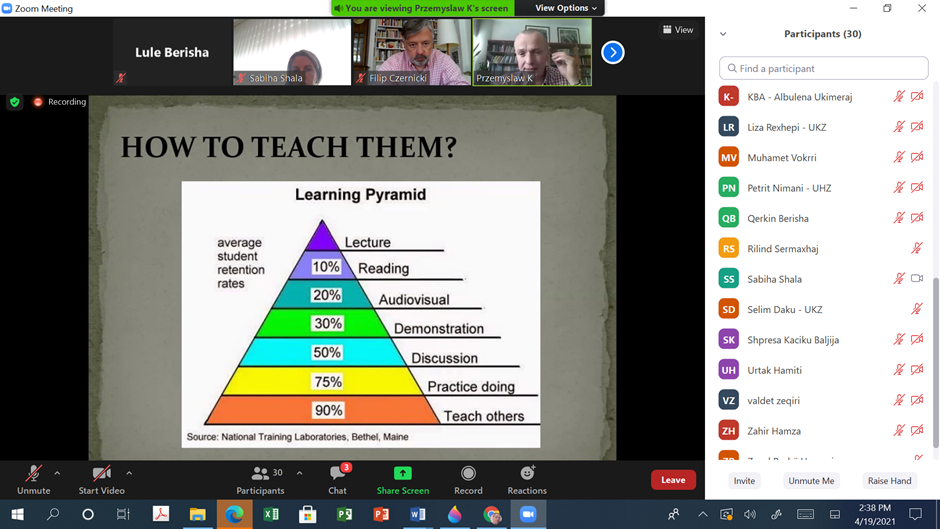 Zoom Meeting
You are viewing Przemyslaw K's screen
View Options
Lule Berisha
Sabiha Shala
Filip Czernicki
Przemyslaw K
View
Recording
HOW TO TEACH THEM?
Learning Pyramid
average
student
retention
rates
Lecture
10% Reading
20% Audiovisual
30% Demonstration
50% Discussion
75% Practice doing
90% Teach others
Source: National Training Laboratories, Bethel, Maine
Participants (30)
Find a participant
K- KBA - Albulena Ukimeraj
LR Liza Rexhepi - UKZ
MV Muhamet Vokrri
PN Petrit Nimani - UHZ
QB Qerkin Berisha
RS Rilind Sermaxhaj
SS Sabiha Shala
SD Selim Daku - UKZ
SK Shpresa Kaciku Baljija
UH Urtak Hamiti
VZ valdet zeqiri
ZH Zahir Hamza
Invite
Unmute Me
Raise Hand
Unmute
Start Video
30
Participants
3
Chat
Share Screen
Record
Reactions
Leave
2:38 PM
4/19/2021